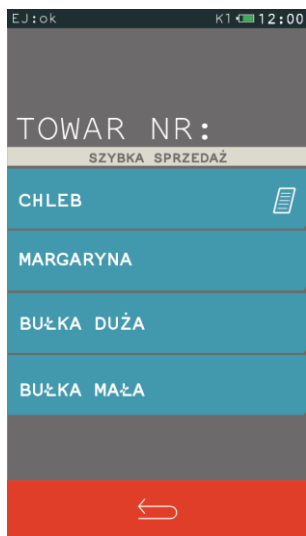 EJ:ok K1 12:00
TOWAR NR:
SZYBKA SPRZEDAŻ
CHLEB
MARGARYNA
BUŁKA DUŻA
BUŁKA MAŁA